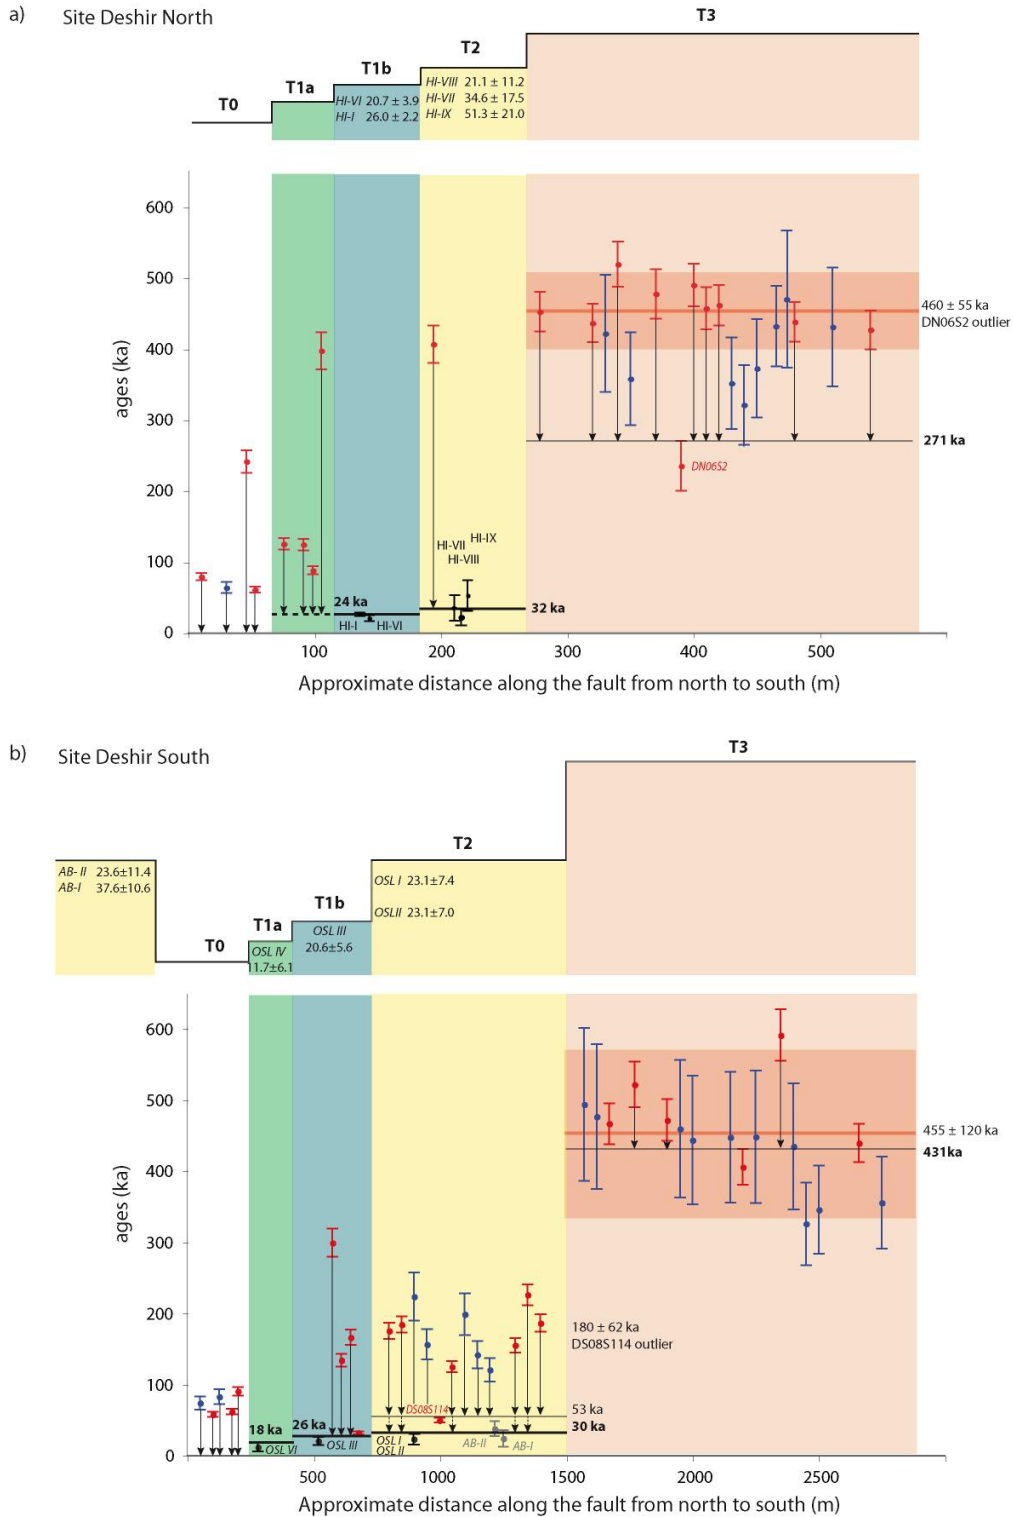 a) Site Deshir North
T3
T2
T1b
T1a
T0
HI-VIII 21.1 ± 11.2
HI-VII 34.6 ± 17.5
HI-IX 51.3 ± 21.0
HI-VI 20.7 ± 3.9
HI-I 26.0 ± 2.2
600
500
400
300
200
100
0
ages (ka)
460 ± 55 ka
DN06S2 outlier
271 ka
DN06S2
HI-IX
HI-VII
HI-VIII
24 ka
32 ka
HI-I HI-VI
100 200 300 400 500
Approximate distance along the fault from north to south (m)
b) Site Deshir South
T3
T2
T1b
T1a
T0
AB- II 23.6±11.4
AB-I 37.6±10.6
OSL I 23.1±7.4
OSLII 23.1±7.0
OSL III
20.6±5.6
OSL IV
11.7±6.1
600
500
400
300
200
100
0
ages (ka)
455 ± 120 ka
431ka
180 ± 62 ka
DS08S114 outlier
DS08S114
53 ka
30 ka
18 ka
26 ka
OSL VI
OSL III
OSL I
OSL II
AB-II
AB-I
500 1000 1500 2000 2500
Approximate distance along the fault from north to south (m)